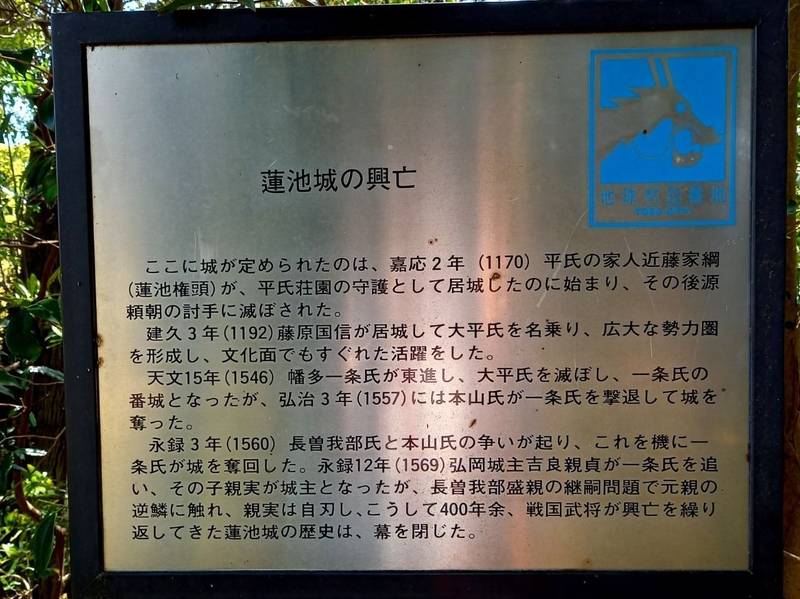 蓮池城の興亡
ここに城が定められたのは、嘉応2年（1170）平氏の家人近藤家綱
(蓮池権頭)が、平氏荘園の守護として居城したのに始まり、その後源
頼朝の討手に滅ぼされた。
建久3年(1192)藤原国信が居城して大平氏を名乗り、広大な勢力圏
を形成し、文化面でもすぐれた活躍をした。
天文15年(1546) 幡多一条氏が東進し、大平氏を滅ぼし、一条氏の
番城となったが、弘治3年(1557)には本山氏が一条氏を撃退して城を
奪った。
永録3年(1560) 長曽我部氏と本山氏の争いが起り、これを機に一
条氏が城を奪回した。永録12年(1569)弘岡城主吉良親貞が一条氏を追
い、その子親実が城主となったが、長曽我部盛親の継嗣問題で元親の
逆鱗に触れ、親実は自刃し、こうして400年余、戦国武将が興亡を繰り
返してきた蓮池城の歴史は、幕を閉じた。